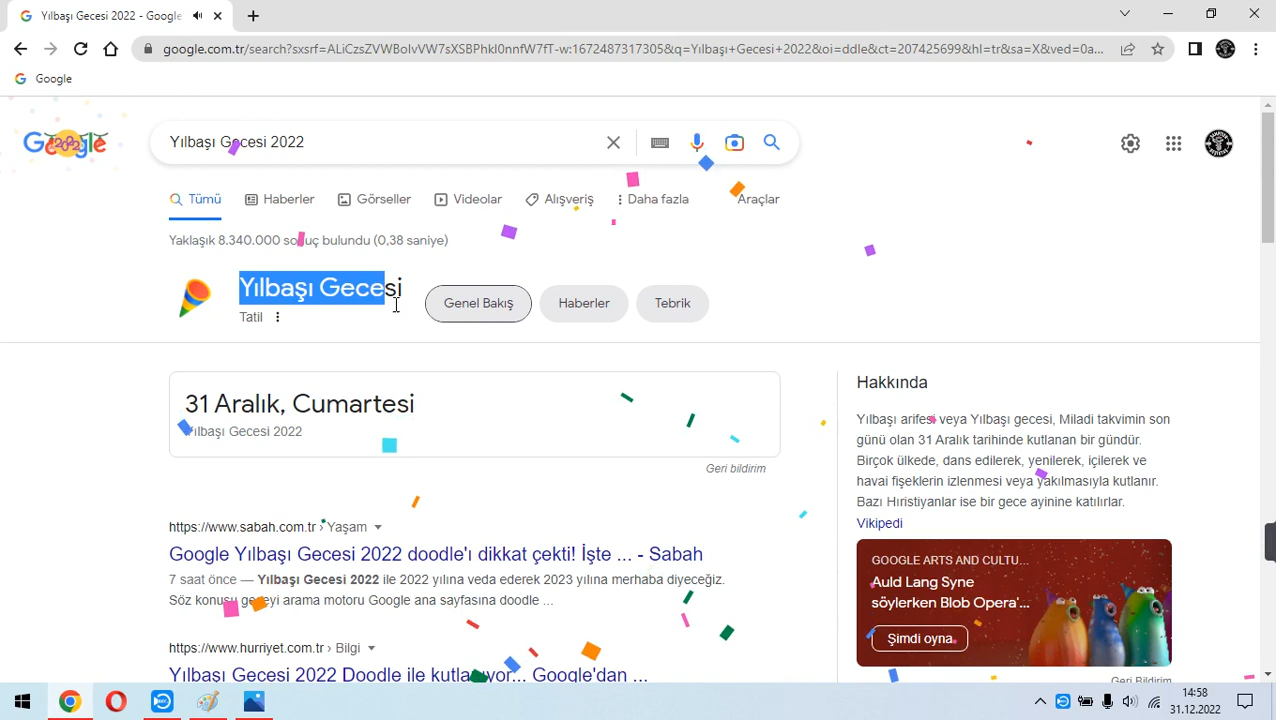 Yılbaşı Gecesi 2022 - Google
google.com.tr/search?sxsrf=ALiCzsZVWBoIvVW7sXSBPhkI0nnfW7fT-w:1672487317305&q=Yılbaşı+Gecesi+2022&oi=ddle&ct=207425699&hl=tr&sa=X&ved=0a...
Google
Google
Yılbaşı Gecesi 2022
Tümü Haberler Görseller Videolar Alışveriş Daha fazla Araçlar
Yaklaşık 8.340.000 sonuç bulundu (0,38 saniye)
Yılbaşı Gecesi
Genel Bakış Haberler Tebrik
Tatil
31 Aralık, Cumartesi
Yılbaşı Gecesi 2022
Geri bildirim
https://www.sabah.com.tr › Yaşam
Google Yılbaşı Gecesi 2022 doodle'ı dikkat çekti! İşte ... - Sabah
7 saat önce — Yılbaşı Gecesi 2022 ile 2022 yılına veda ederek 2023 yılına merhaba diyeceğiz.
Söz konusu geceyi arama motoru Google ana sayfasına doodle ...
https://www.hurriyet.com.tr › Bilgi
Yılbaşı Gecesi 2022 Doodle ile kutlanıyor... Google'dan ...
Hakkında
Yılbaşı arifesi veya Yılbaşı gecesi, Miladi takvimin son
günü olan 31 Aralık tarihinde kutlanan bir gündür.
Birçok ülkede, dans edilerek, yenilerek, içilerek ve
havai fişeklerin izlenmesi veya yakılmasıyla kutlanır.
Bazı Hıristiyanlar ise bir gece ayinine katılırlar.
Vikipedi
GOOGLE ARTS AND CULTU...
Auld Lang Syne
söylerken Blob Opera'...
Şimdi oyna
Geri Bildirim
14:58
31.12.2022